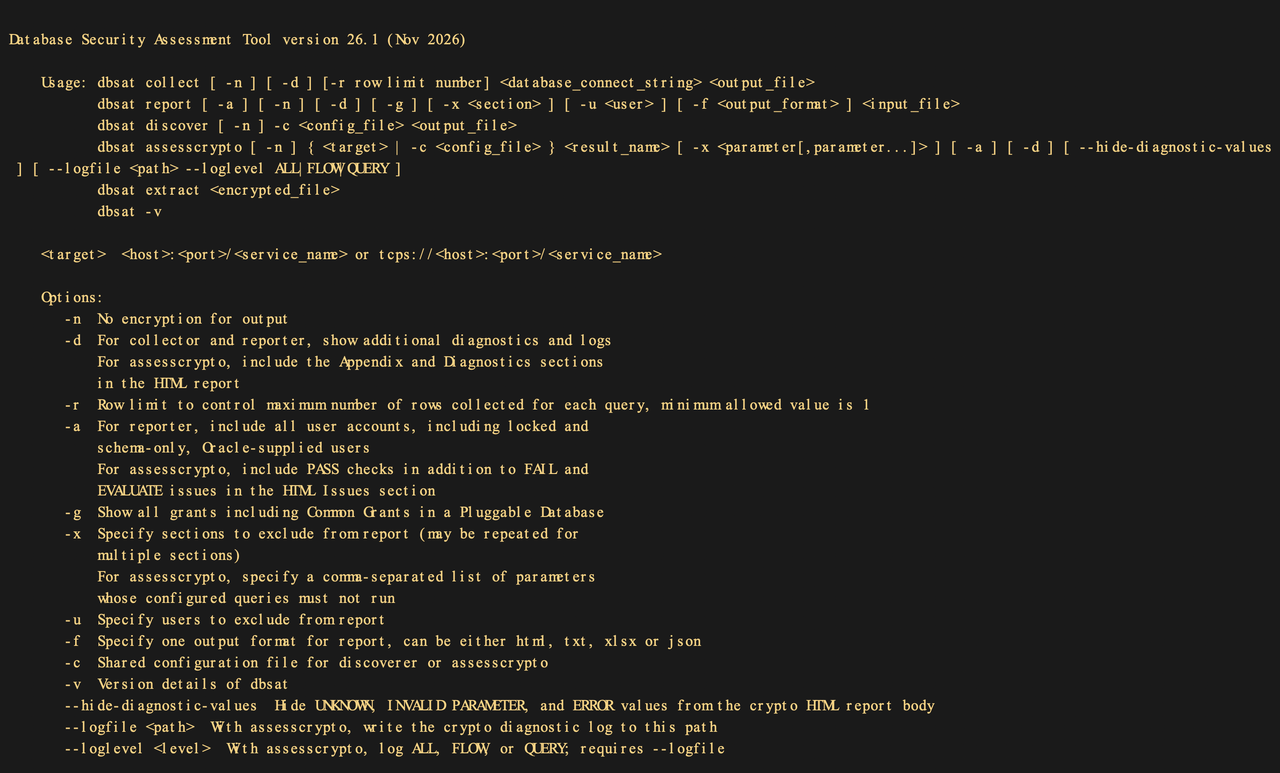 Database Security Assessment Tool version 26.1 (Nov 2026)
Usage: dbsat collect [ -n ] [ -d ] [-r rowlimit number] <database_connect_string> <output_file>
dbsat report [ -a ] [ -n ] [ -d ] [ -g ] [ -x <section> ] [ -u <user> ] [ -f <output_format> ] <input_file>
dbsat discover [ -n ] -c <config_file> <output_file>
dbsat assesscrypto [ -n ] { <target> | -c <config_file> } <result_name> [ -x <parameter[,parameter...]> ] [ -a ] [ -d ] [ --hide-diagnostic-values
] [ --logfile <path> --loglevel ALL|FLOW|QUERY ]
dbsat extract <encrypted_file>
dbsat -v
<target> <host>:<port>/<service_name> or tcps://<host>:<port>/<service_name>
Options:
-n No encryption for output
-d For collector and reporter, show additional diagnostics and logs
For assesscrypto, include the Appendix and Diagnostics sections
in the HTML report
-r Row limit to control maximum number of rows collected for each query, minimum allowed value is 1
-a For reporter, include all user accounts, including locked and
schema-only, Oracle-supplied users
For assesscrypto, include PASS checks in addition to FAIL and
EVALUATE issues in the HTML Issues section
-g Show all grants including Common Grants in a Pluggable Database
-x Specify sections to exclude from report (may be repeated for
multiple sections)
For assesscrypto, specify a comma-separated list of parameters
whose configured queries must not run
-u Specify users to exclude from report
-f Specify one output format for report, can be either html, txt, xlsx or json
-c Shared configuration file for discoverer or assesscrypto
-v Version details of dbsat
--hide-diagnostic-values Hide UNKNOWN, INVALID PARAMETER, and ERROR values from the crypto HTML report body
--logfile <path> With assesscrypto, write the crypto diagnostic log to this path
--loglevel <level> With assesscrypto, log ALL, FLOW, or QUERY; requires --logfile